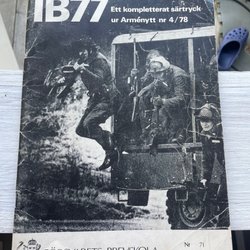 IB77
Ett kompletterat särtryck
ur Arménytt nr 4/78
Nr 71